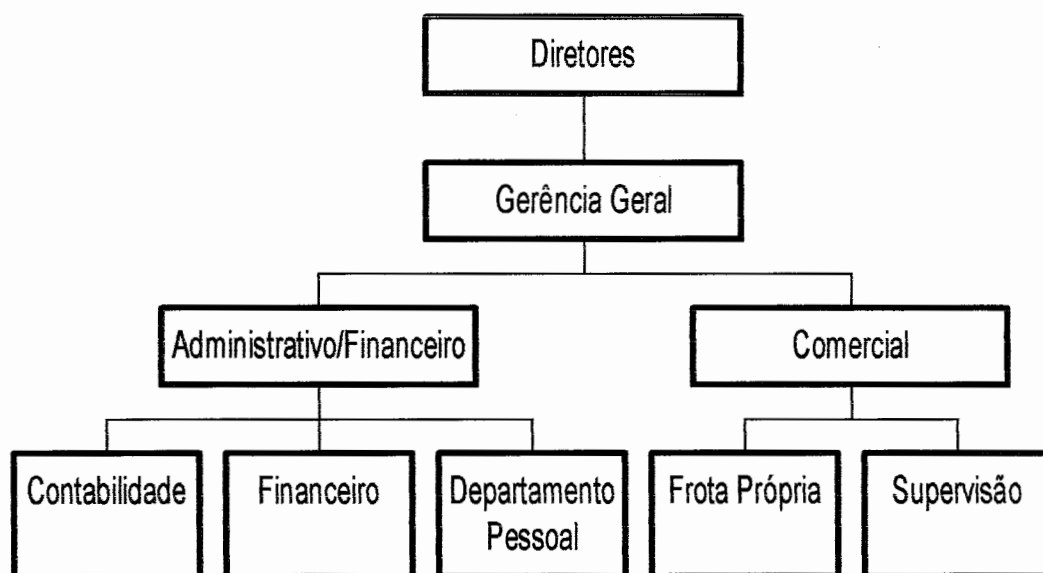 Diretores
Gerência Geral
Administrativo/Financeiro
Comercial
Contabilidade
Financeiro
Departamento
Pessoal
Frota Própria
Supervisão